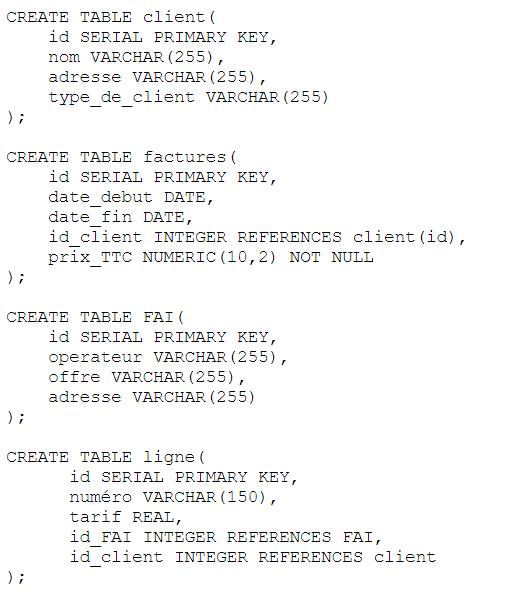 CREATE TABLE client(
id SERIAL PRIMARY KEY,
nom VARCHAR(255),
adresse VARCHAR(255),
type_de_client VARCHAR(255)
);
CREATE TABLE factures(
id SERIAL PRIMARY KEY,
date_debut DATE,
date_fin DATE,
id_client INTEGER REFERENCES client(id),
prix_TTC NUMERIC(10,2) NOT NULL
);
CREATE TABLE FAI(
id SERIAL PRIMARY KEY,
operateur VARCHAR(255),
offre VARCHAR(255),
adresse VARCHAR(255)
);
CREATE TABLE ligne(
id SERIAL PRIMARY KEY,
numéro VARCHAR(150),
tarif REAL,
id_FAI INTEGER REFERENCES FAI,
id_client INTEGER REFERENCES client
);